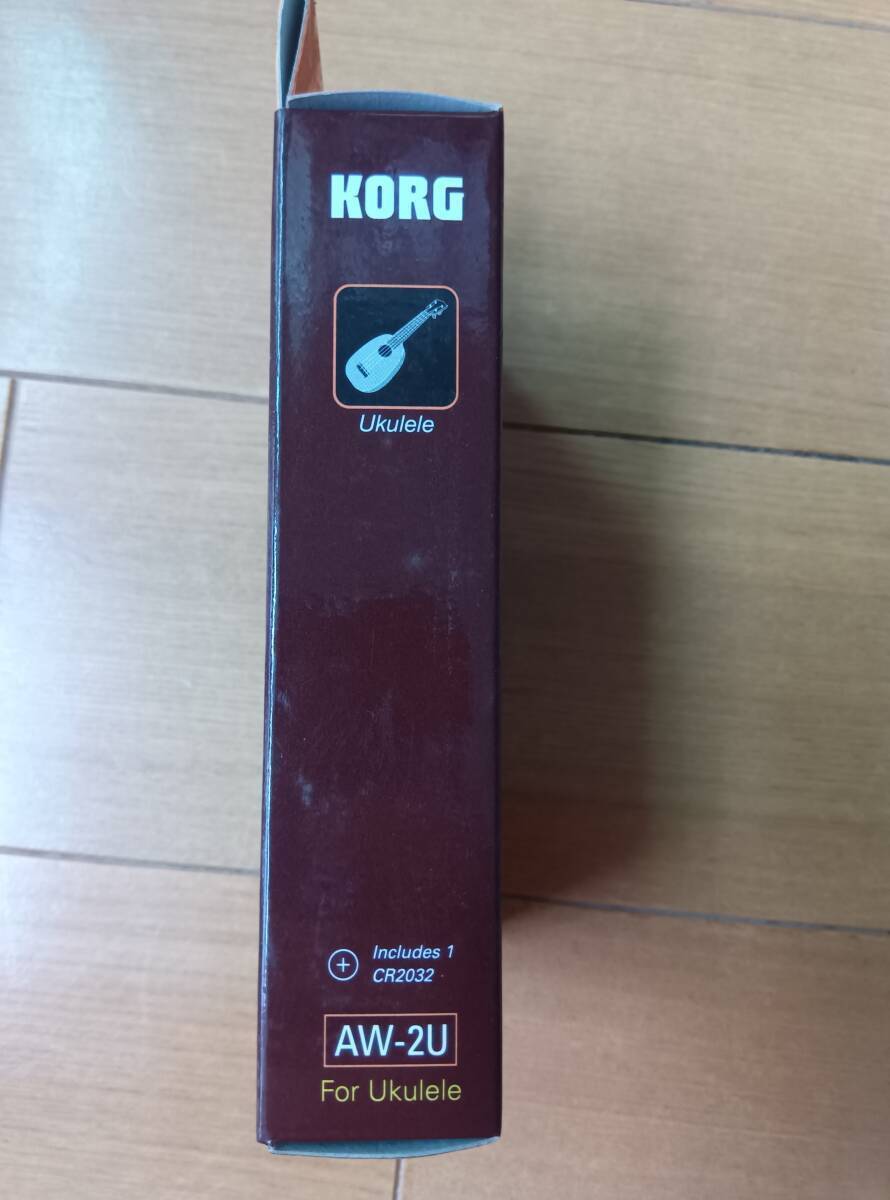 KORG
Ukulele
Includes 1
CR2032
AW-2U
For Ukulele